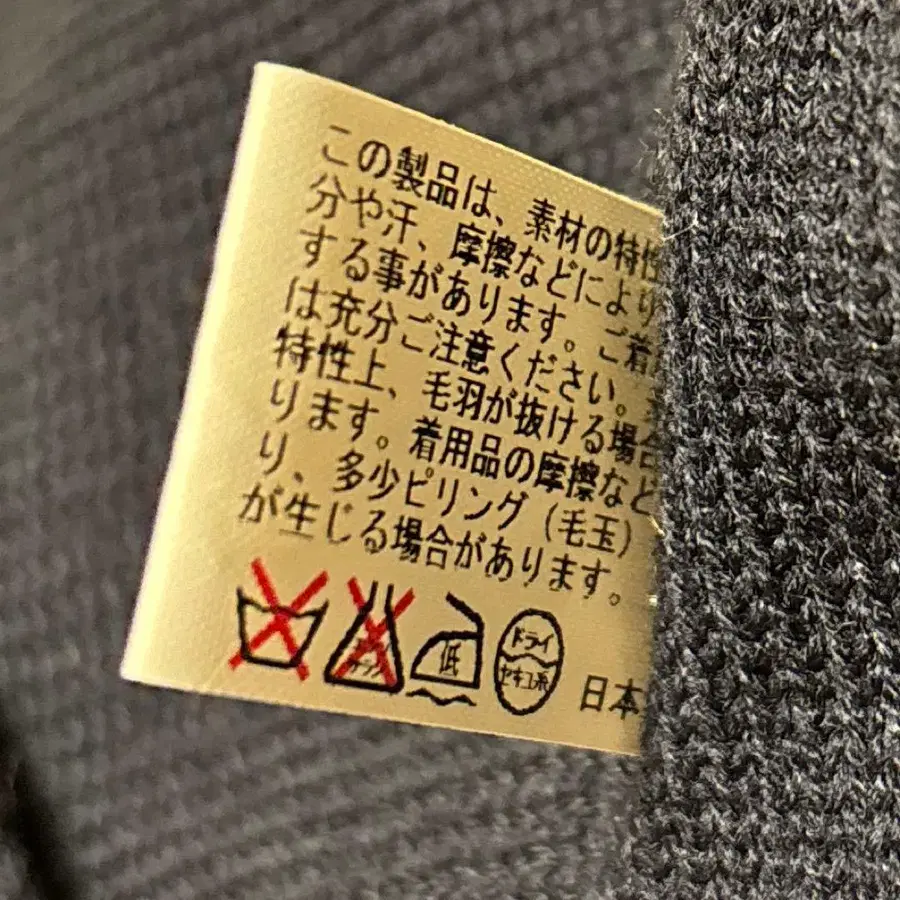 この製品は、素材の特性
分や汗、摩擦などにより
する事があります。ご着
は充分ご注意ください。
特性上、毛羽が抜ける場合
ります。着用品の摩擦など
り、多少ピリング（毛玉）
が生じる場合があります。
低 ドライ
セキユ系
日本